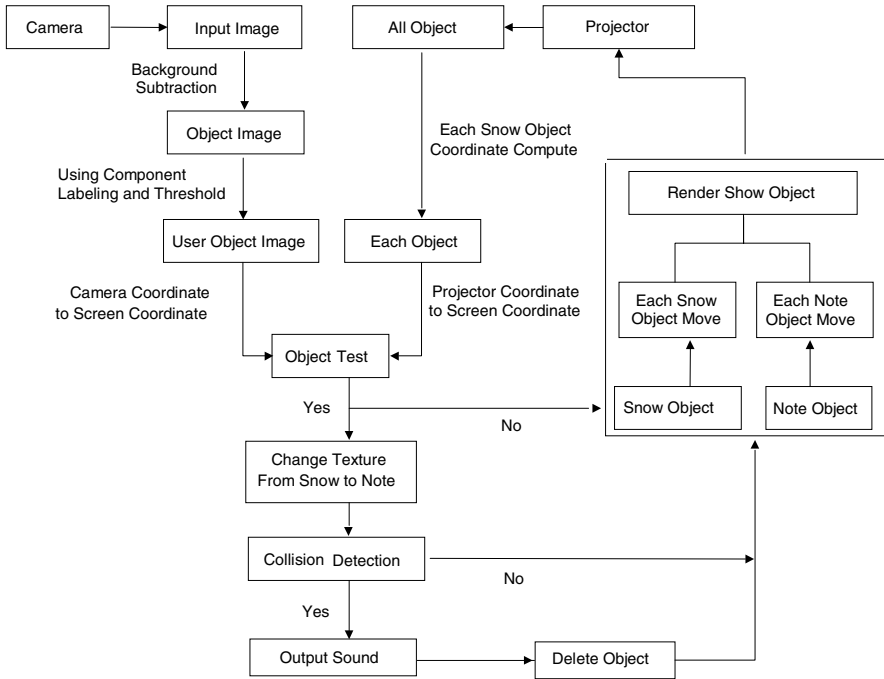 Camera
Input Image
All Object
Projector
Background
Subtraction
Object Image
Each Snow Object
Coordinate Compute
Using Component
Labeling and Threshold
Render Show Object
User Object Image
Each Object
Camera Coordinate
to Screen Coordinate
Projector Coordinate
to Screen Coordinate
Each Snow
Object Move
Each Note
Object Move
Object Test
Snow Object
Note Object
Yes
No
Change Texture
From Snow to Note
Collision Detection
No
Yes
Output Sound
Delete Object